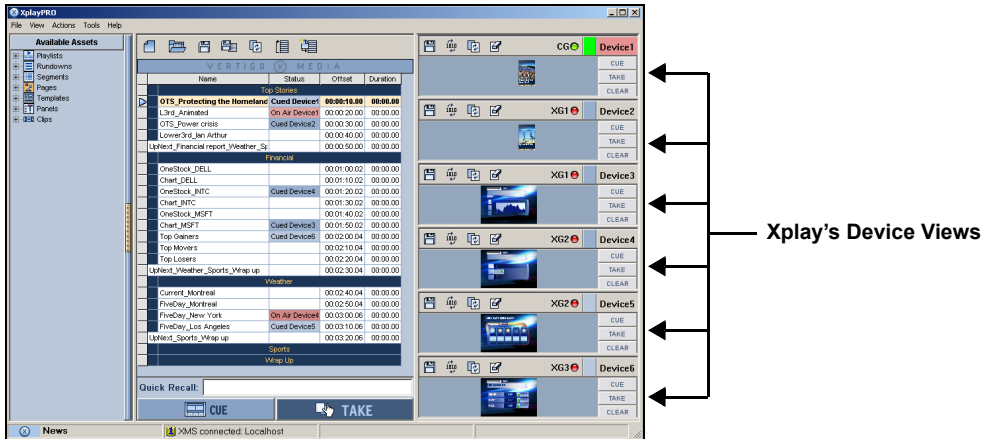 XplayPRO
File View Actions Tools Help
Available Assets
Playlists
Rundowns
Segments
Pages
Templates
Panels
Clips
VERTIGO MEDIA
Name Status Offset Duration
Top Stories
OTS_Protecting the Homeland Cued Device1 00:00:10.00 00:00.00
L3rd_Animated On Air Device1 00:00:20.00 00:00.00
OTS_Power crisis Cued Device2 00:00:30.00 00:00.00
Lower3rd_Ian Arthur 00:00:40.00 00:00.00
UpNext_Financial report_Weather_Sp 00:00:50.00 00:00.00
Financial
OneStock_DELL 00:01:00.02 00:00.00
Chart_DELL 00:01:10.02 00:00.00
OneStock_INTC Cued Device4 00:01:20.02 00:00.00
Chart_INTC 00:01:30.02 00:00.00
OneStock_MSFT 00:01:40.02 00:00.00
Chart_MSFT Cued Device3 00:01:50.02 00:00.00
Top Gainers Cued Device6 00:02:00.04 00:00.00
Top Movers 00:02:10.04 00:00.00
Top Losers 00:02:20.04 00:00.00
UpNext_Weather_Sports_Wrap up 00:02:30.04 00:00.00
Weather
Current_Montreal 00:02:40.04 00:00.00
FiveDay_Montreal 00:02:50.04 00:00.00
FiveDay_New York On Air Device4 00:03:00.06 00:00.00
FiveDay_Los Angeles Cued Device5 00:03:10.06 00:00.00
UpNext_Sports_Wrap up 00:03:20.06 00:00.00
Sports
Wrap Up
Quick Recall:
CUE TAKE
CG Device1
CUE
TAKE
CLEAR
XG1 Device2
CUE
TAKE
CLEAR
XG1 Device3
CUE
TAKE
CLEAR
XG2 Device4
CUE
TAKE
CLEAR
XG2 Device5
CUE
TAKE
CLEAR
XG3 Device6
CUE
TAKE
CLEAR
Xplay's Device Views
News XMS connected: Localhost